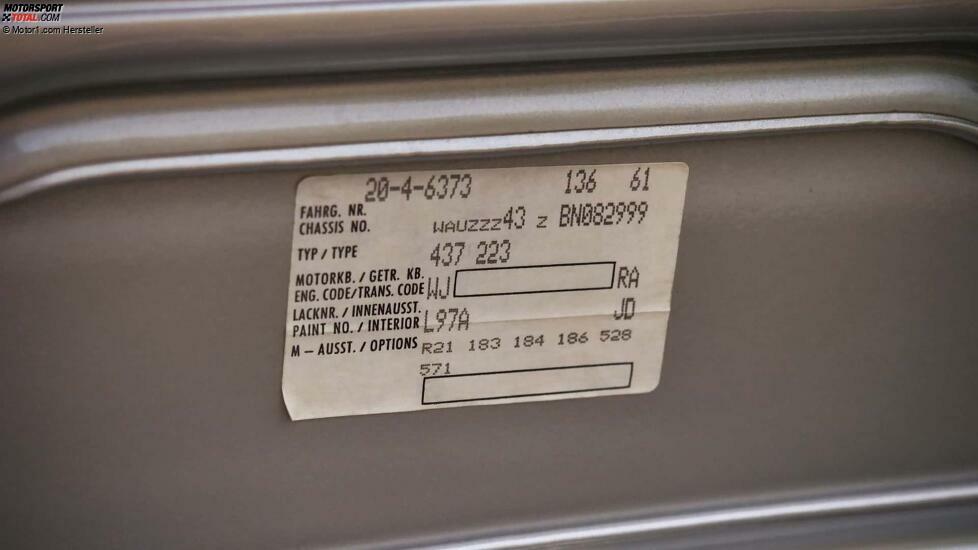 MOTORSPORT
TOTAL.COM
© Motor1.com Hersteller
20-4-6373 136 61
FAHRG. NR.
CHASSIS NO. WAUZZZ43 Z BN082999
TYP / TYPE 437 223
MOTORKB. / GETR. KB.
ENG. CODE/TRANS. CODE WJ RA
LACKNR. / INNENAUSST.
PAINT NO. / INTERIOR L97A JD
M – AUSST. / OPTIONS R21 183 184 186 528
571